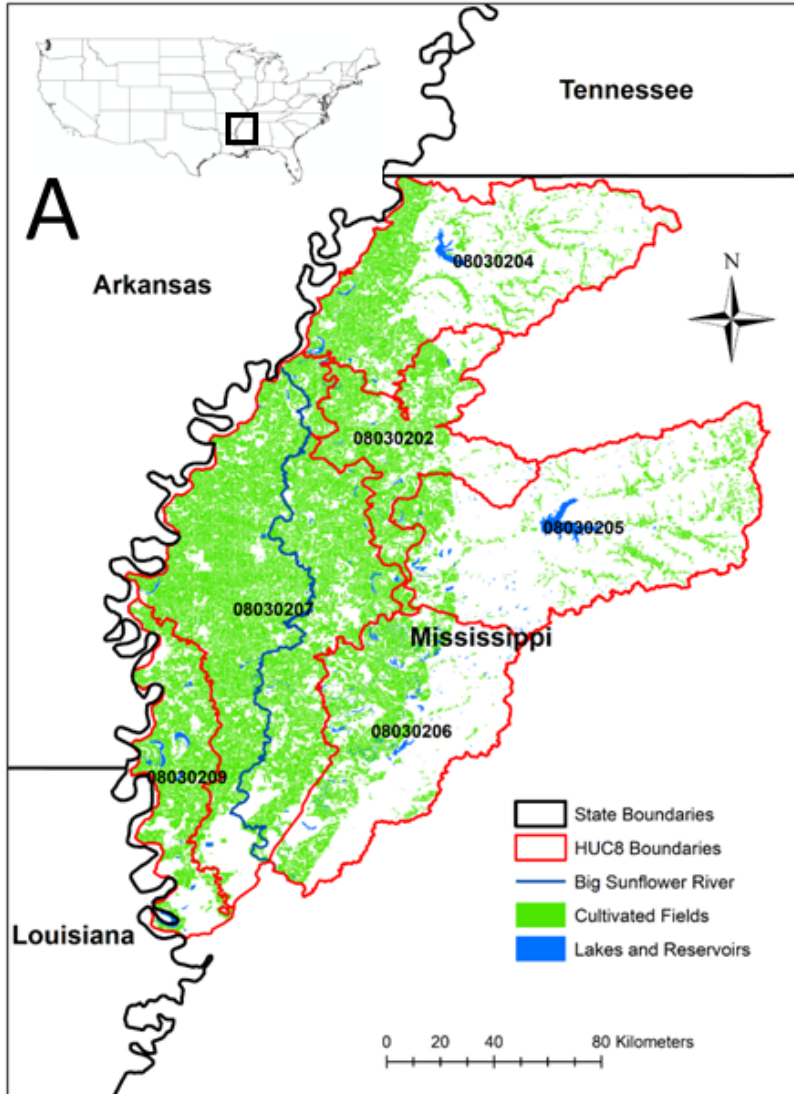 Tennessee
A
Arkansas
08030204
N
08030202
08030205
08030207
Mississippi
08030206
08030209
State Boundaries
HUC8 Boundaries
Big Sunflower River
Cultivated Fields
Lakes and Reservoirs
Louisiana
0 40 80 Kilometers